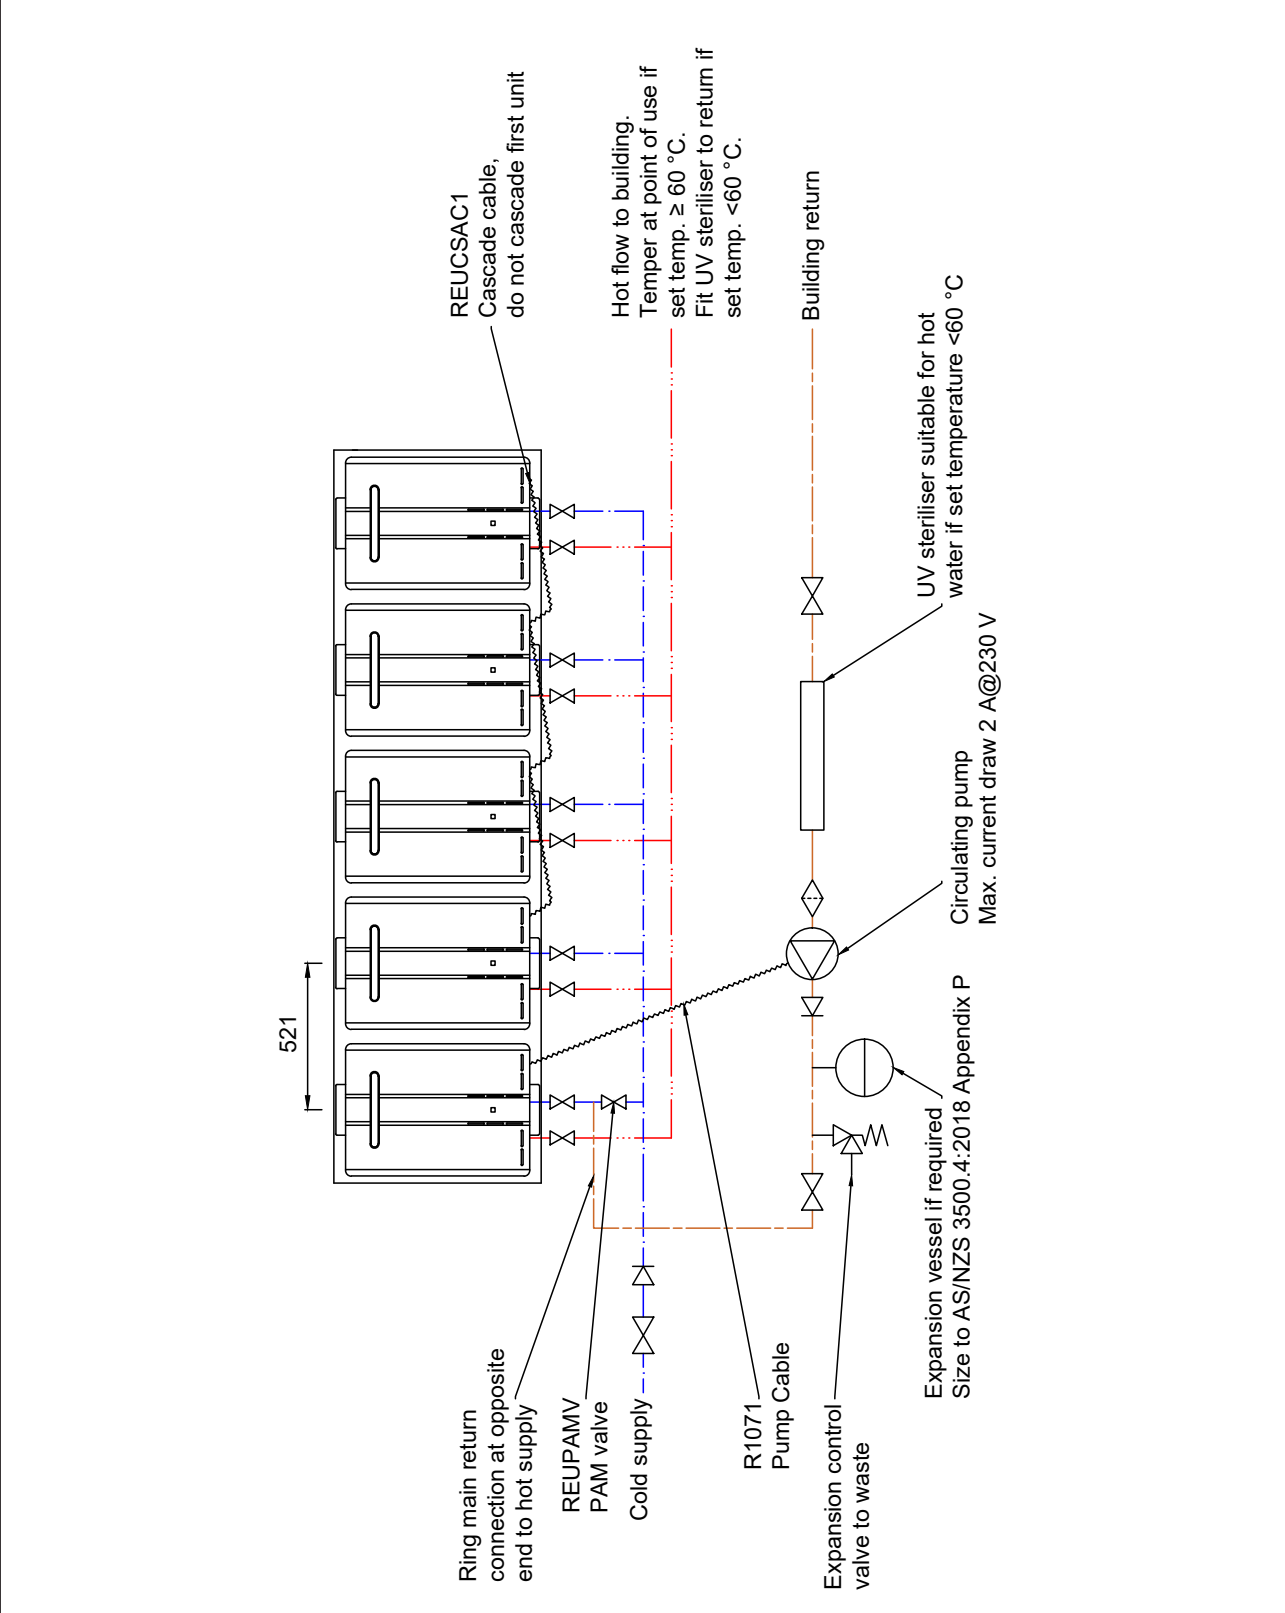 521
REUCSAC1
Cascade cable,
do not cascade first unit
Hot flow to building.
Temper at point of use if
set temp. ≥ 60 °C.
Fit UV steriliser to return if
set temp. <60 °C.
Building return
UV steriliser suitable for hot
water if set temperature <60 °C
Circulating pump
Max. current draw 2 A@230 V
Expansion vessel if required
Size to AS/NZS 3500.4:2018 Appendix P
Ring main return
connection at opposite
end to hot supply
REUPAMV
PAM valve
Cold supply
R1071
Pump Cable
Expansion control
valve to waste